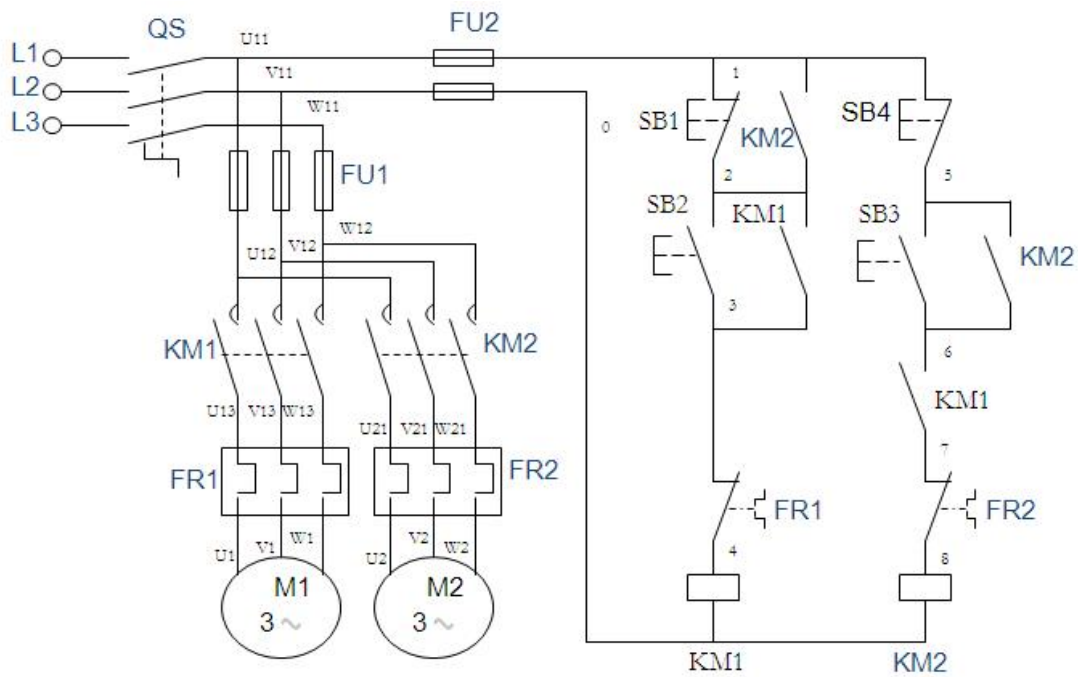 QS
FU2
L1
U11
L2
V11
1
L3
W11
0
SB1
KM2
SB4
FU1
2
5
SB2
KM1
SB3
W12
V12
U12
KM2
3
KM1
KM2
6
KM1
U13
V13
W13
U21
V21
W21
7
FR1
FR2
FR1
FR2
U1
V1
W1
U2
V2
W2
4
8
M1
3 ~
M2
3 ~
KM1
KM2